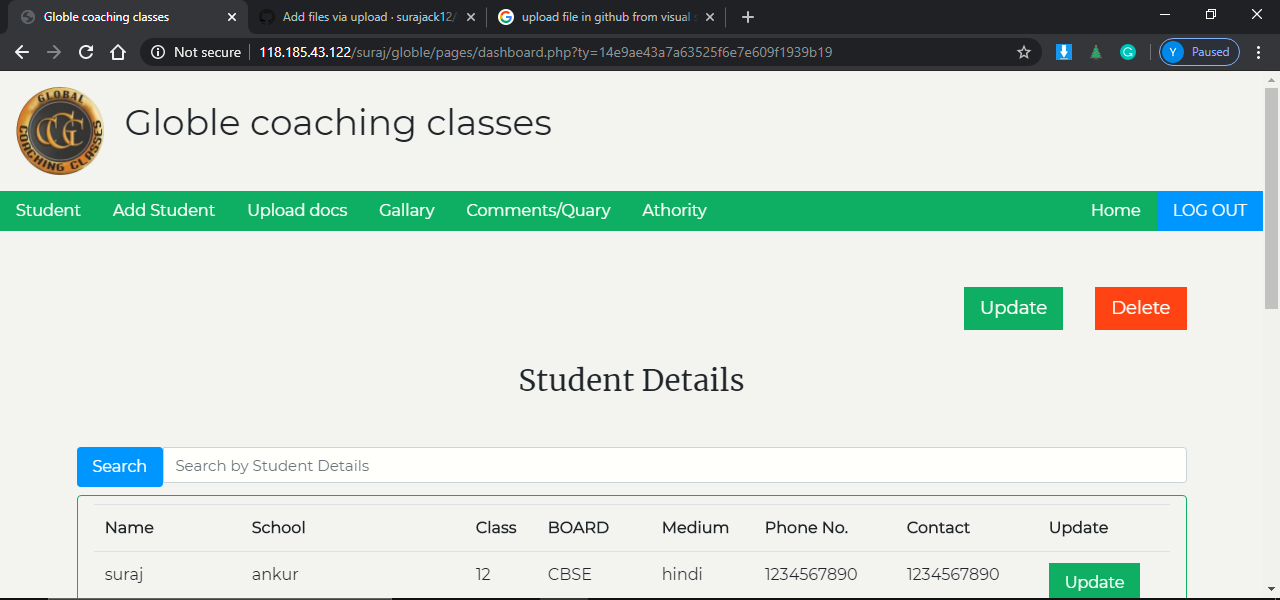 Globle coaching classes
Add files via upload · surajack12/
upload file in github from visual s
Not secure
118.185.43.122/suraj/globle/pages/dashboard.php?ty=14e9ae43a7a63525f6e7e609f1939b19
Y Paused
GLOBAL
CCG
COACHING CLASSES
Globle coaching classes
Student Add Student Upload docs Gallary Comments/Quary Athority Home LOG OUT
Update Delete
Student Details
Search Search by Student Details
Name School Class BOARD Medium Phone No. Contact Update
suraj ankur 12 CBSE hindi 1234567890 1234567890 Update